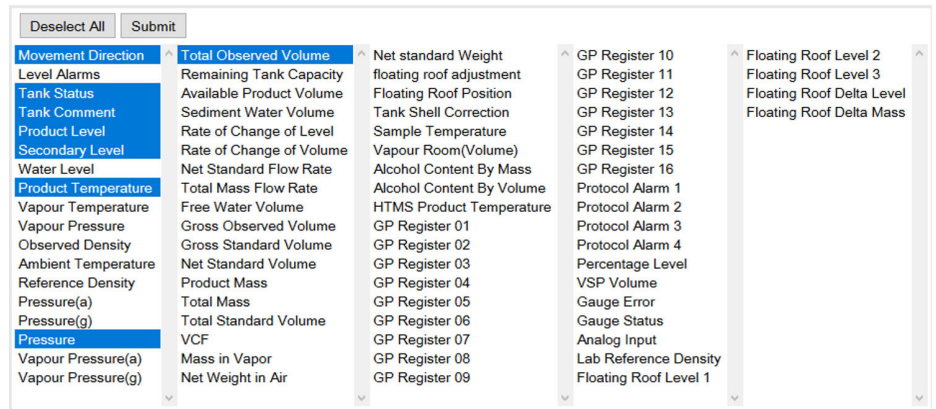 Deselect All Submit
Movement Direction
Level Alarms
Tank Status
Tank Comment
Product Level
Secondary Level
Water Level
Product Temperature
Vapour Temperature
Vapour Pressure
Observed Density
Ambient Temperature
Reference Density
Pressure(a)
Pressure(g)
Pressure
Vapour Pressure(a)
Vapour Pressure(g)
Total Observed Volume
Remaining Tank Capacity
Available Product Volume
Sediment Water Volume
Rate of Change of Level
Rate of Change of Volume
Net Standard Flow Rate
Total Mass Flow Rate
Free Water Volume
Gross Observed Volume
Gross Standard Volume
Net Standard Volume
Product Mass
Total Mass
Total Standard Volume
VCF
Mass in Vapor
Net Weight in Air
Net standard Weight
floating roof adjustment
Floating Roof Position
Tank Shell Correction
Sample Temperature
Vapour Room(Volume)
Alcohol Content By Mass
Alcohol Content By Volume
HTMS Product Temperature
GP Register 01
GP Register 02
GP Register 03
GP Register 04
GP Register 05
GP Register 06
GP Register 07
GP Register 08
GP Register 09
GP Register 10
GP Register 11
GP Register 12
GP Register 13
GP Register 14
GP Register 15
GP Register 16
Protocol Alarm 1
Protocol Alarm 2
Protocol Alarm 3
Protocol Alarm 4
Percentage Level
VSP Volume
Gauge Error
Gauge Status
Analog Input
Lab Reference Density
Floating Roof Level 1
Floating Roof Level 2
Floating Roof Level 3
Floating Roof Delta Level
Floating Roof Delta Mass